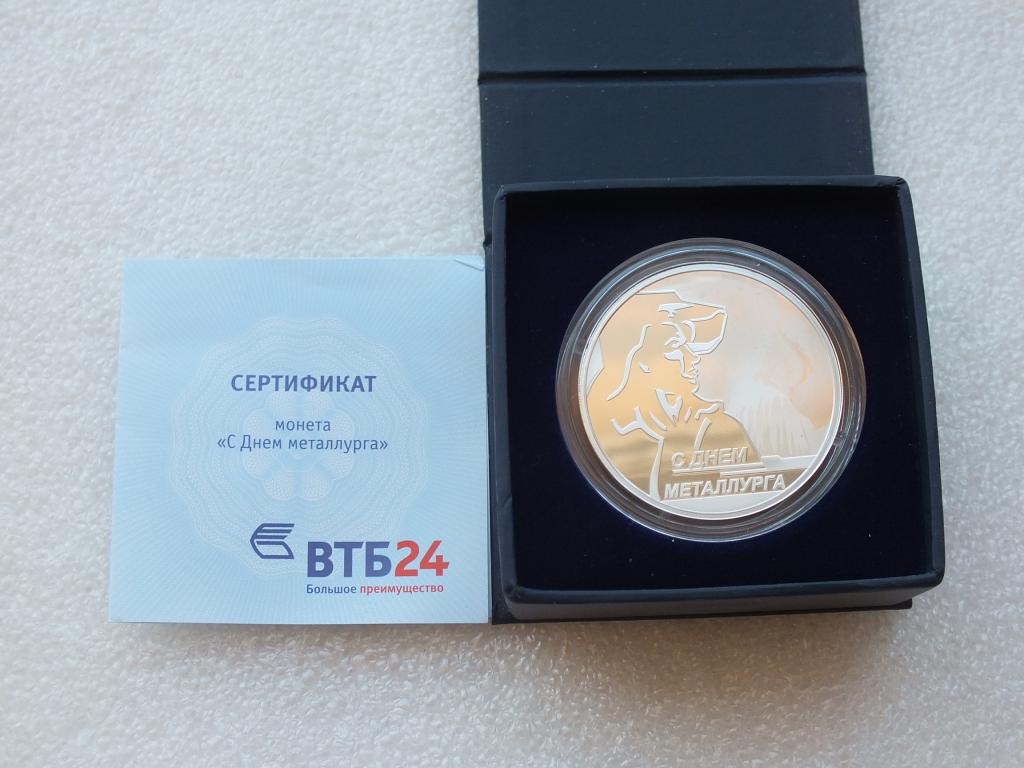 СЕРТИФИКАТ
монета
«С Днем металлурга»
ВТБ24
Большое преимущество
С ДНЕМ
МЕТАЛЛУРГА